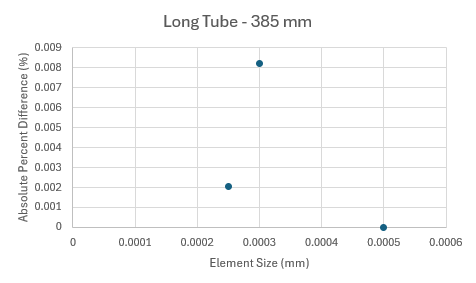 Long Tube - 385 mm
Absolute Percent Difference (%)
0.009
0.008
0.007
0.006
0.005
0.004
0.003
0.002
0.001
0
0 0.0001 0.0002 0.0003 0.0004 0.0005 0.0006
Element Size (mm)